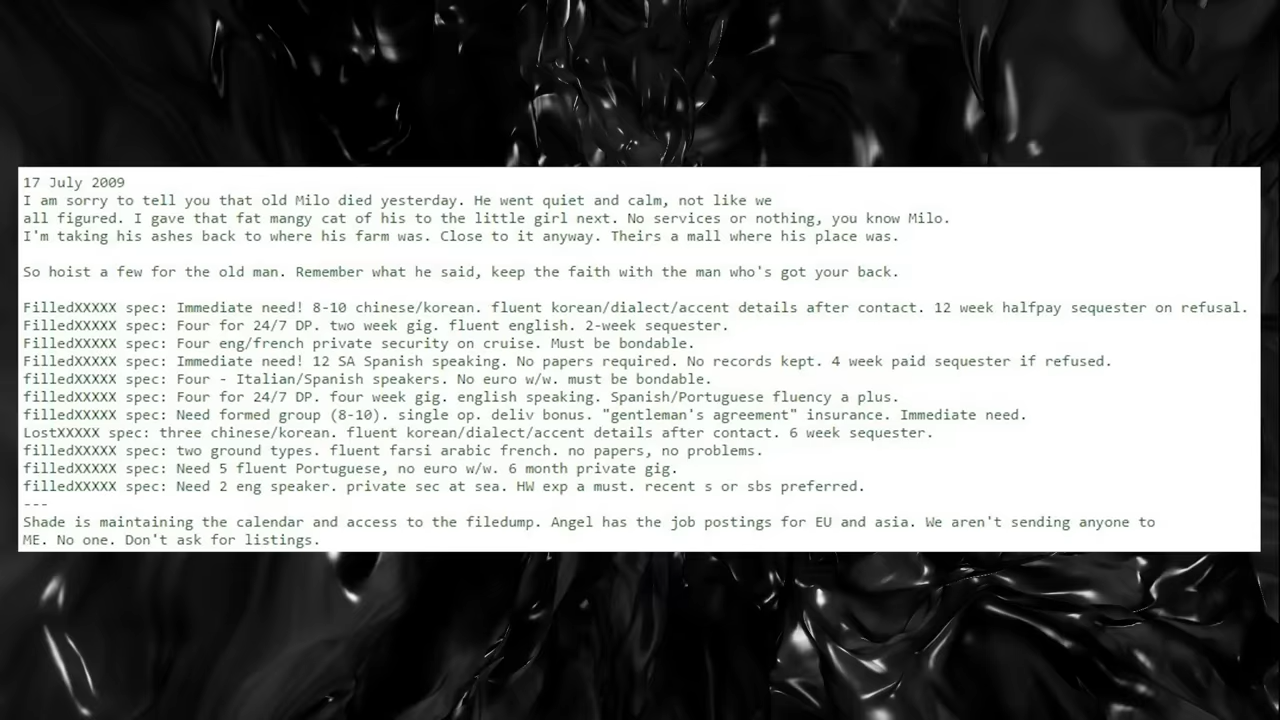 17 July 2009
I am sorry to tell you that old Milo died yesterday. He went quiet and calm, not like we
all figured. I gave that fat mangy cat of his to the little girl next. No services or nothing, you know Milo.
I'm taking his ashes back to where his farm was. Close to it anyway. Theirs a mall where his place was.
So hoist a few for the old man. Remember what he said, keep the faith with the man who's got your back.
FilledXXXXX spec: Immediate need! 8-10 chinese/korean. fluent korean/dialect/accent details after contact. 12 week halfpay sequester on refusal.
FilledXXXXX spec: Four for 24/7 DP. two week gig. fluent english. 2-week sequester.
FilledXXXXX spec: Four eng/french private security on cruise. Must be bondable.
filledXXXXX spec: Immediate need! 12 SA Spanish speaking. No papers required. No records kept. 4 week paid sequester if refused.
filledXXXXX spec: Four - Italian/Spanish speakers. No euro w/w. must be bondable.
filledXXXXX spec: Four for 24/7 DP. four week gig. english speaking. Spanish/Portuguese fluency a plus.
filledXXXXX spec: Need formed group (8-10). single op. deliv bonus. "gentleman's agreement" insurance. Immediate need.
LostXXXXX spec: three chinese/korean. fluent korean/dialect/accent details after contact. 6 week sequester.
filledXXXXX spec: two ground types. fluent farsi arabic french. no papers, no problems.
filledXXXXX spec: Need 5 fluent Portuguese, no euro w/w. 6 month private gig.
filledXXXXX spec: Need 2 eng speaker. private sec at sea. HW exp a must. recent s or sbs preferred.
---
Shade is maintaining the calendar and access to the filedump. Angel has the job postings for EU and asia. We aren't sending anyone to
ME. No one. Don't ask for listings.